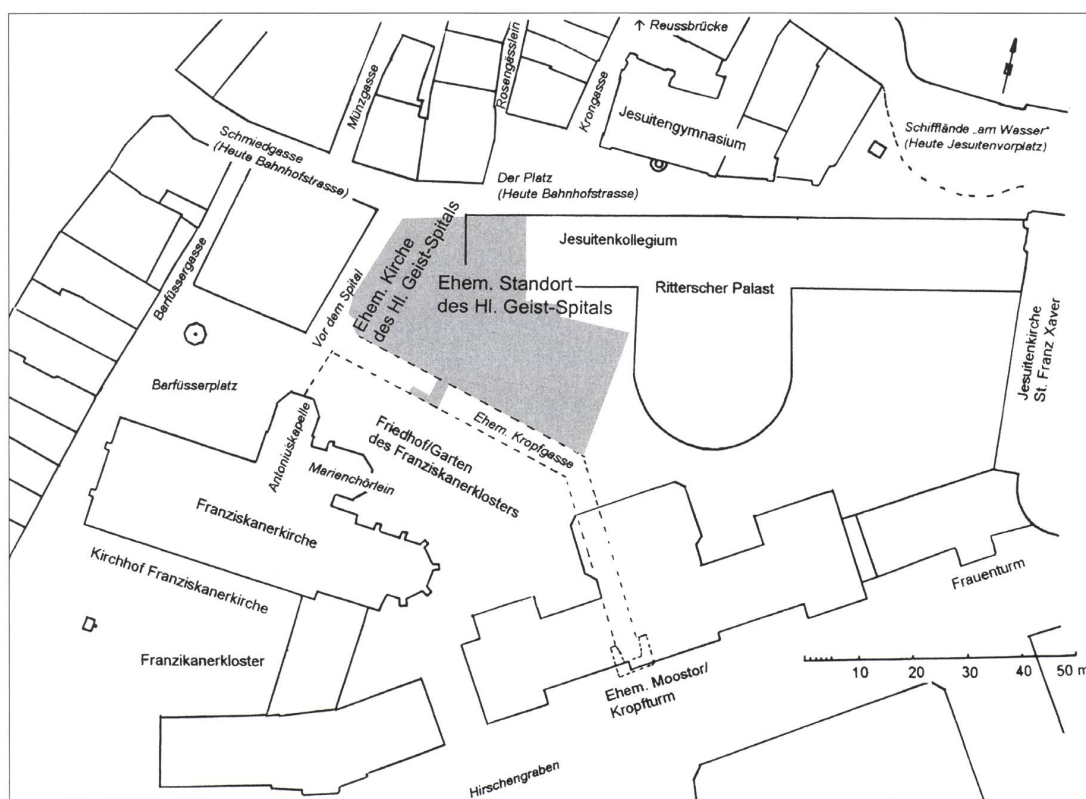 ↑ Reussbrücke
Münzgasse
Rosengässlein
Krongasse
Jesuitengymnasium
Schifflände „am Wasser“
(Heute Jesuitenvorplatz)
Schmiedgasse
(Heute Bahnhofstrasse)
Der Platz
(Heute Bahnhofstrasse)
Barfüssergasse
Vor dem Spital
Ehem. Kirche
des Hl. Geist-Spitals
Jesuitenkollegium
Ehem. Standort
des Hl. Geist-Spitals
Ritterscher Palast
Jesuitenkirche
St. Franz Xaver
Barfüsserplatz
Antoniuskapelle
Marienchörlein
Friedhof/Garten
des Franziskanerklosters
Ehem. Kropfgasse
Franziskanerkirche
Kirchhof Franziskanerkirche
Frauenturm
Franzikanerkloster
10 20 30 40 50 m
Ehem. Moostor/
Kropfturm
Hirschengraben